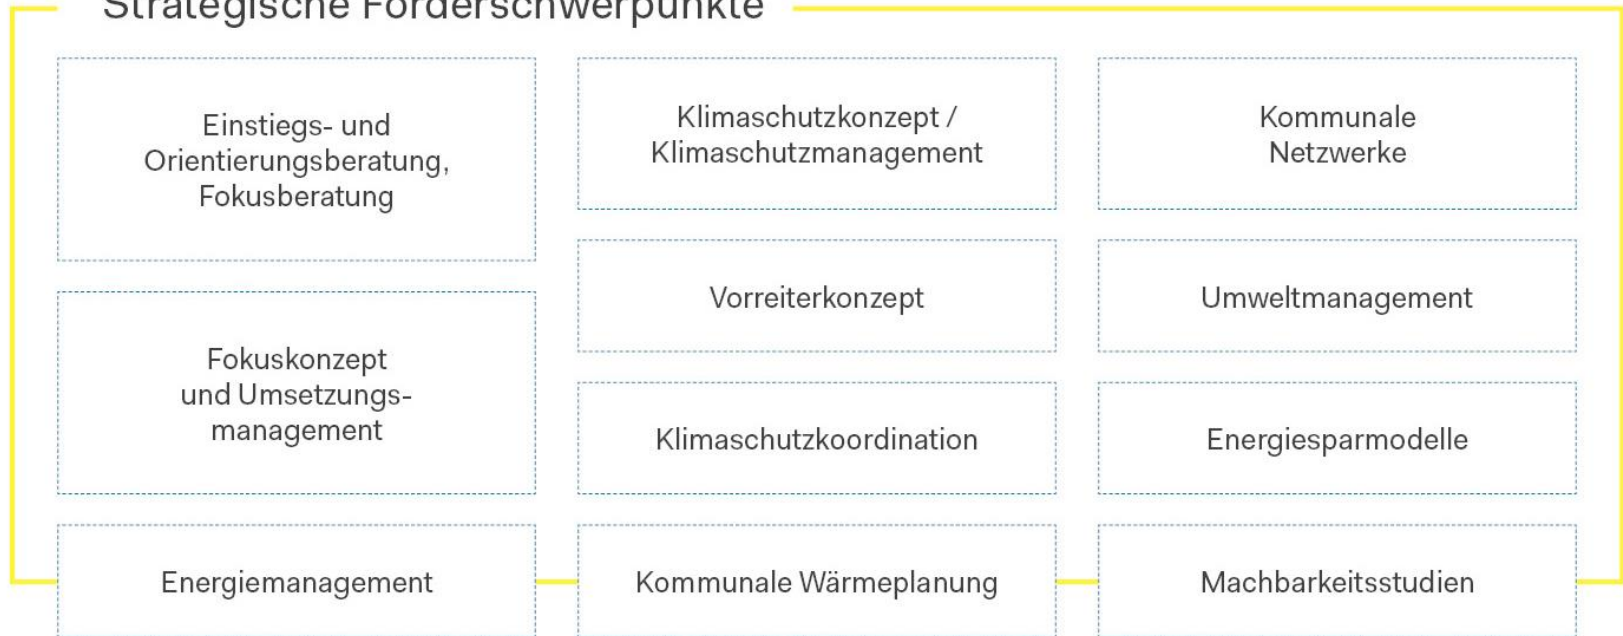 Strategische Förderschwerpunkte
Einstiegs- und
Orientierungsberatung,
Fokusberatung
Fokuskonzept
und Umsetzungs-
management
Energiemanagement
Klimaschutzkonzept /
Klimaschutzmanagement
Vorreiterkonzept
Klimaschutzkoordination
Kommunale Wärmeplanung
Kommunale
Netzwerke
Umweltmanagement
Energiesparmodelle
Machbarkeitsstudien